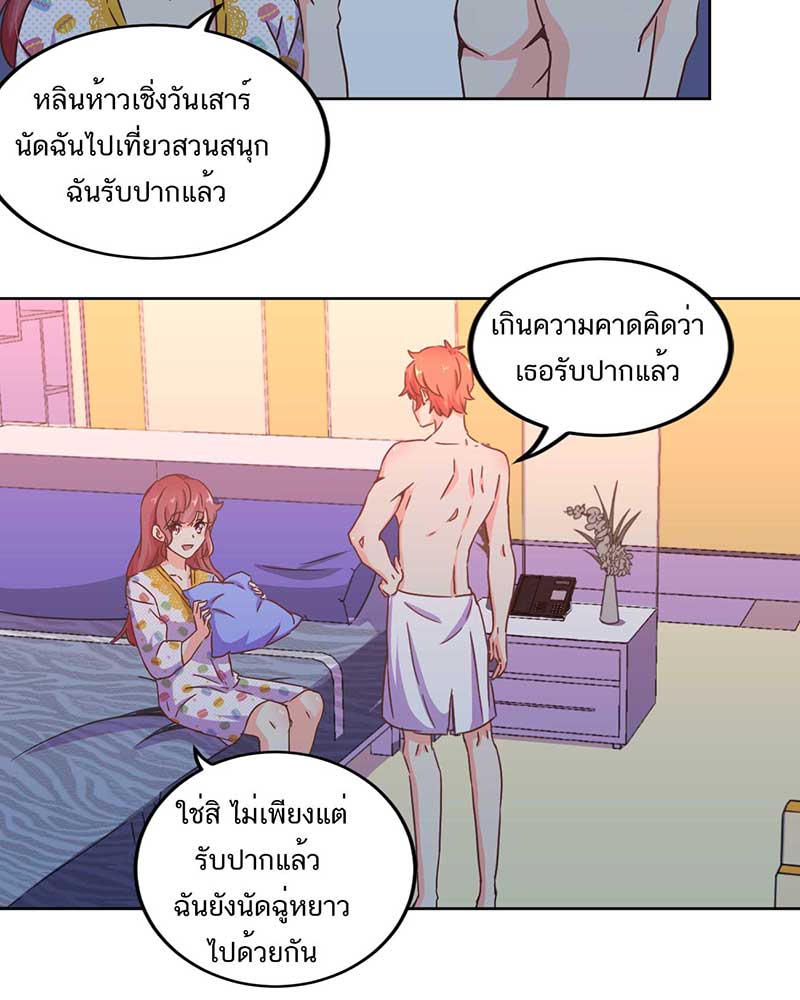 หลินห้าวเชิ่งวันเสาร์
นัดฉันไปเที่ยวสวนสนุก
ฉันรับปากแล้ว
เกินความคาดคิดว่า
เธอรับปากแล้ว
ใช่สิ ไม่เพียงแต่
รับปากแล้ว
ฉันยังนัดฉู่หยาว
ไปด้วยกัน